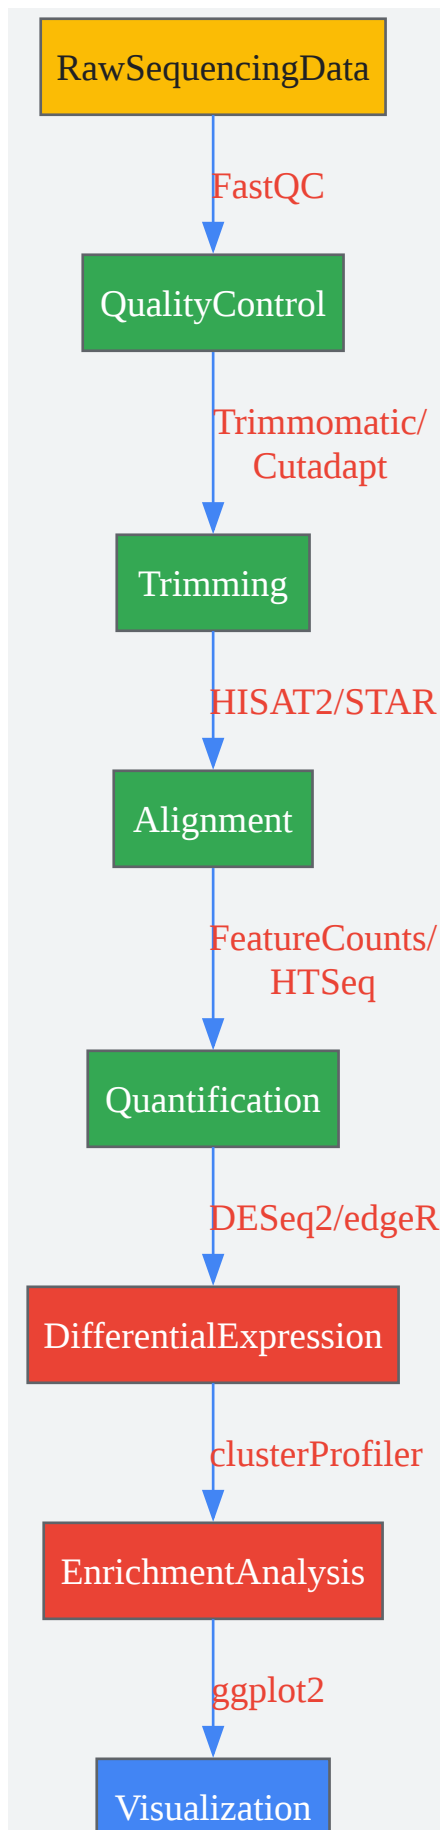 RawSequencingData
FastQC
QualityControl
Trimmomatic/
Cutadapt
Trimming
HISAT2/STAR
Alignment
FeatureCounts/
HTSeq
Quantification
DESeq2/edgeR
DifferentialExpression
clusterProfiler
EnrichmentAnalysis
ggplot2
Visualization